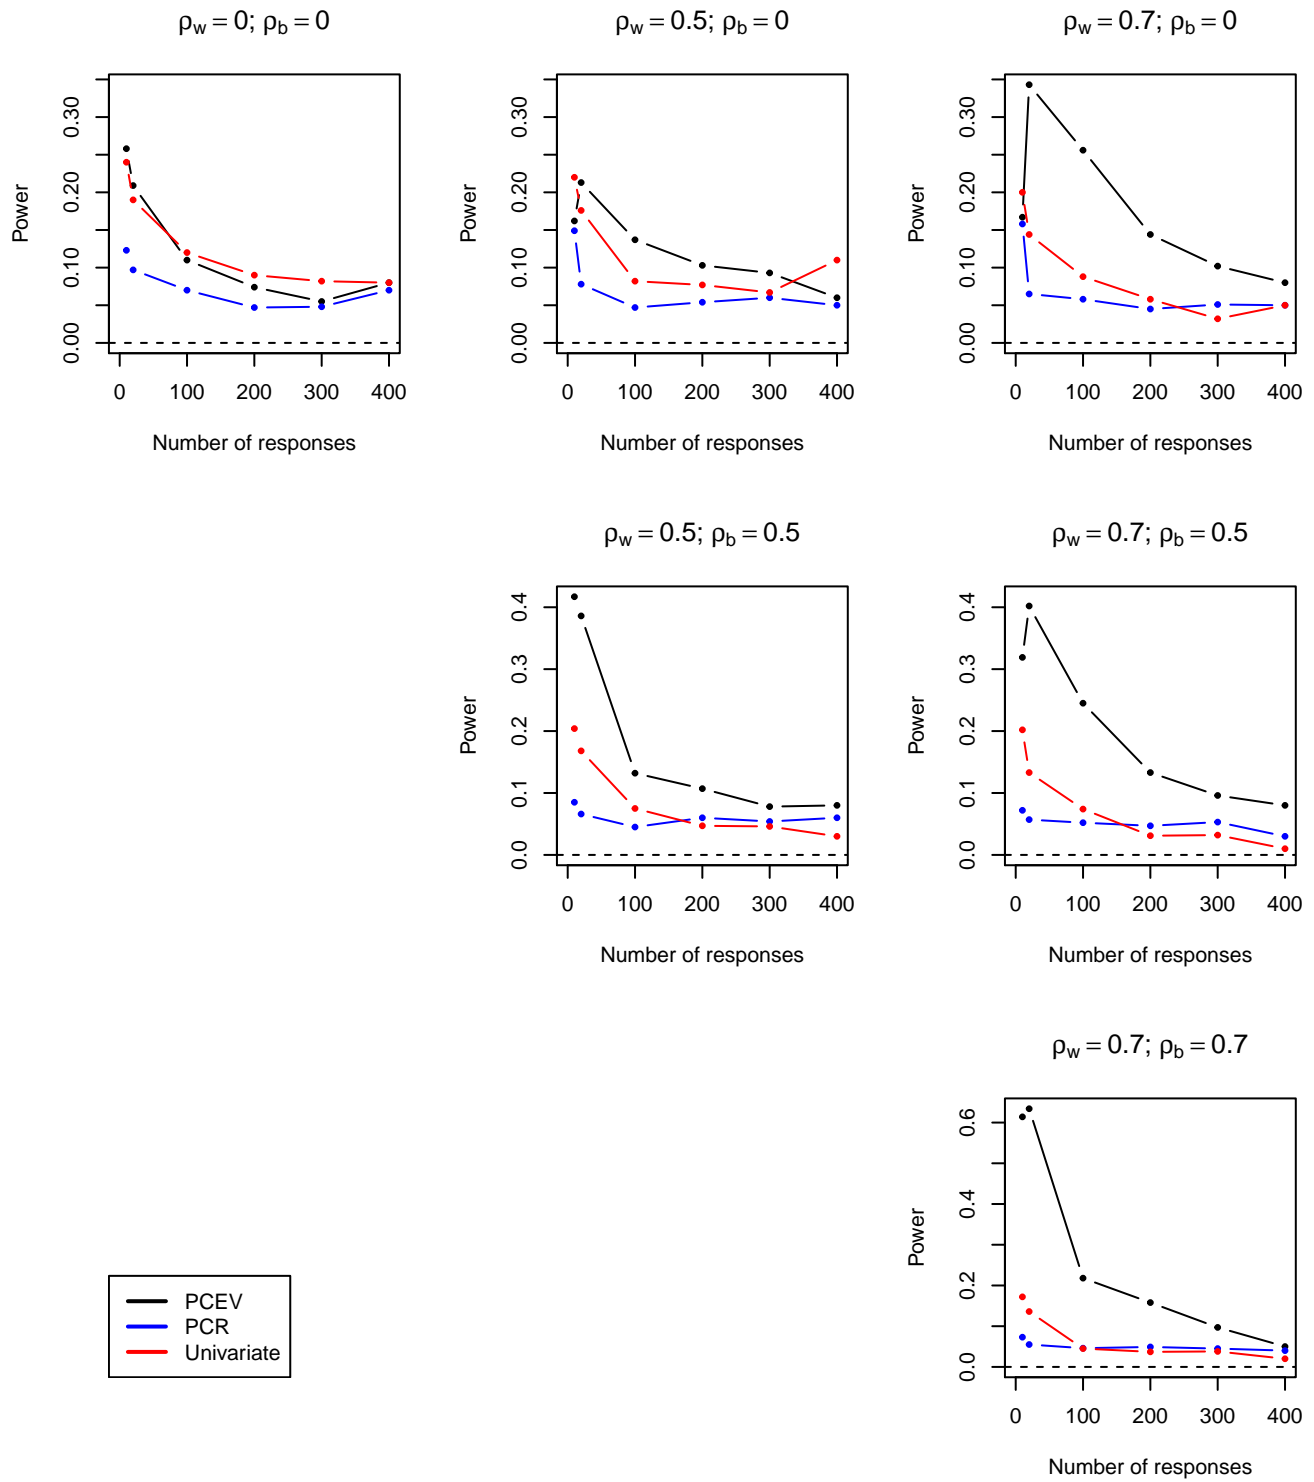 ρw = 0; ρb = 0
0.00 0.10 0.20 0.30
Power
0 100 200 300 400
Number of responses
ρw = 0.5; ρb = 0
0.00 0.10 0.20 0.30
Power
0 100 200 300 400
Number of responses
ρw = 0.7; ρb = 0
0.00 0.10 0.20 0.30
Power
0 100 200 300 400
Number of responses
ρw = 0.5; ρb = 0.5
0.0 0.1 0.2 0.3 0.4
Power
0 100 200 300 400
Number of responses
ρw = 0.7; ρb = 0.5
0.0 0.1 0.2 0.3 0.4
Power
0 100 200 300 400
Number of responses
ρw = 0.7; ρb = 0.7
0.0 0.2 0.4 0.6
Power
0 100 200 300 400
Number of responses
PCEV
PCR
Univariate